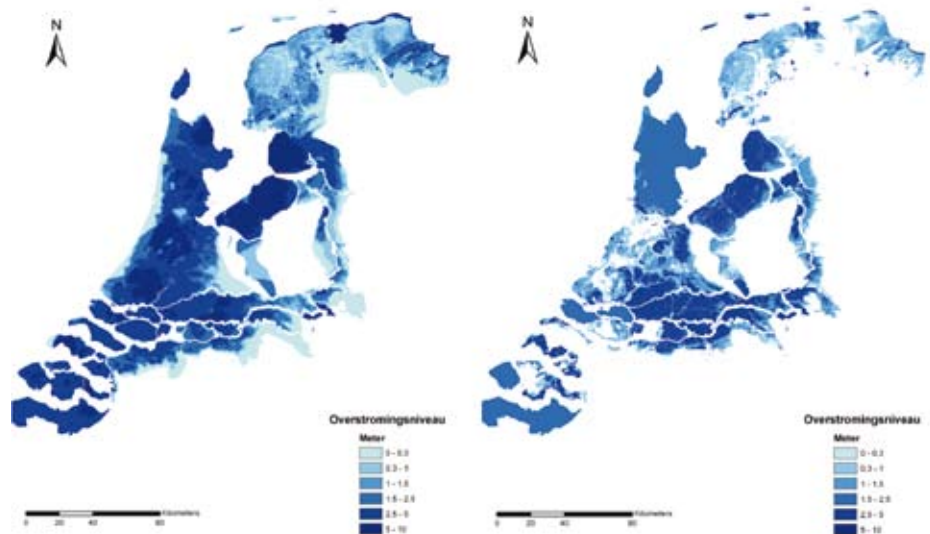 N
Overstromingsniveau
Meter
0 - 0.3
0.3 - 1
1 - 1.5
1.5 - 2.5
2.5 - 5
5 - 10
Kilometers
0 20 40 80
N
Overstromingsniveau
Meter
0 - 0.3
0.3 - 1
1 - 1.5
1.5 - 2.5
2.5 - 5
5 - 10
Kilometers
0 20 40 80